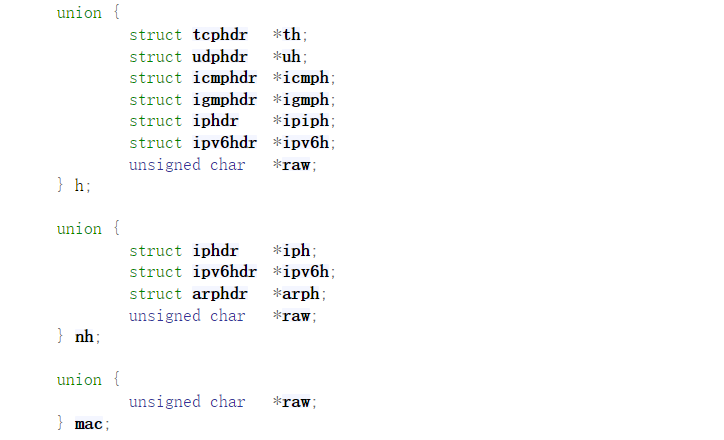 union {
struct tcphdr *th;
struct udphdr *uh;
struct icmphdr *icmph;
struct igmphdr *igmph;
struct iphdr *ipiph;
struct ipv6hdr *ipv6h;
unsigned char *raw;
} h;
union {
struct iphdr *iph;
struct ipv6hdr *ipv6h;
struct arphdr *arph;
unsigned char *raw;
} nh;
union {
unsigned char *raw;
} mac;